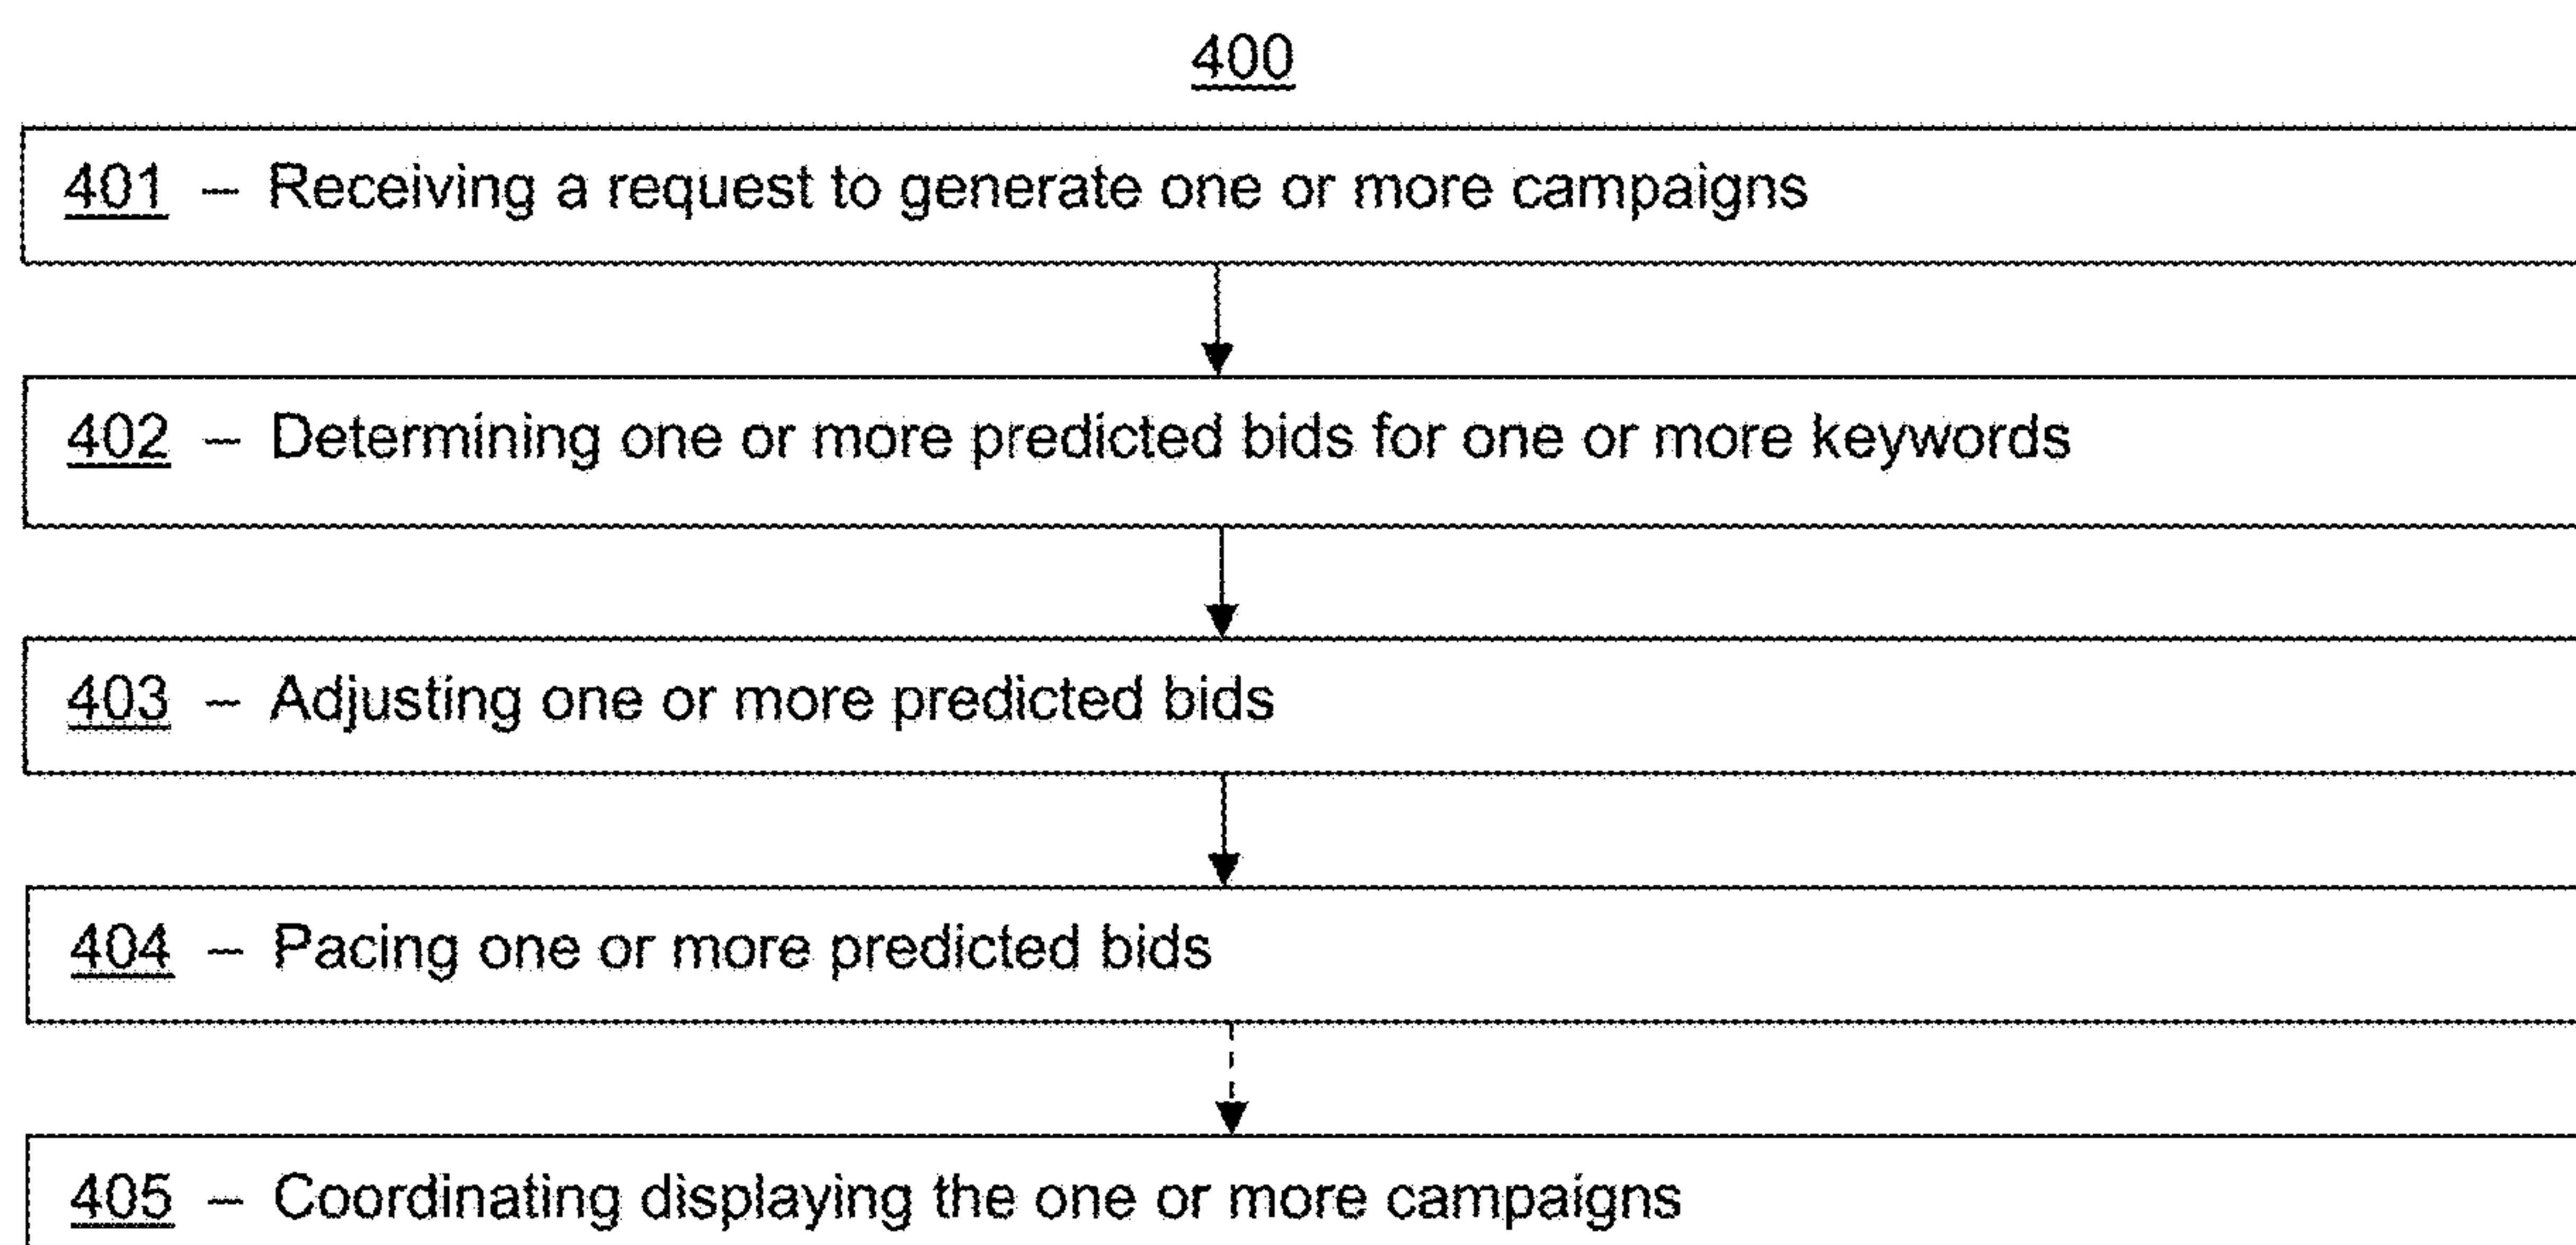 400
401 – Receiving a request to generate one or more campaigns
402 – Determining one or more predicted bids for one or more keywords
403 – Adjusting one or more predicted bids
404 – Pacing one or more predicted bids
405 – Coordinating displaying the one or more campaigns